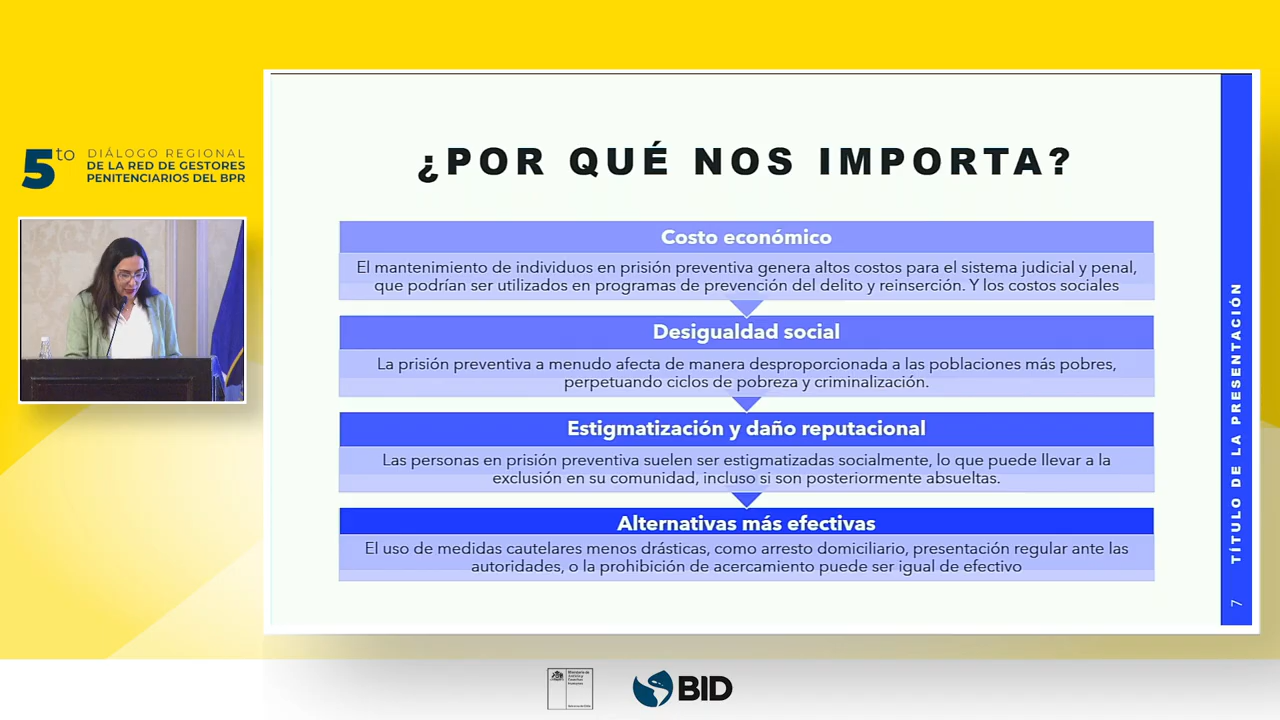 5to
DIÁLOGO REGIONAL
DE LA RED DE GESTORES
PENITENCIARIOS DEL BPR
¿POR QUÉ NOS IMPORTA?
Costo económico
El mantenimiento de individuos en prisión preventiva genera altos costos para el sistema judicial y penal,
que podrían ser utilizados en programas de prevención del delito y reinserción. Y los costos sociales
Desigualdad social
La prisión preventiva a menudo afecta de manera desproporcionada a las poblaciones más pobres,
perpetuando ciclos de pobreza y criminalización.
Estigmatización y daño reputacional
Las personas en prisión preventiva suelen ser estigmatizadas socialmente, lo que puede llevar a la
exclusión en su comunidad, incluso si son posteriormente absueltas.
Alternativas más efectivas
El uso de medidas cautelares menos drásticas, como arresto domiciliario, presentación regular ante las
autoridades, o la prohibición de acercamiento puede ser igual de efectivo
TÍTULO DE LA PRESENTACIÓN
7
BID